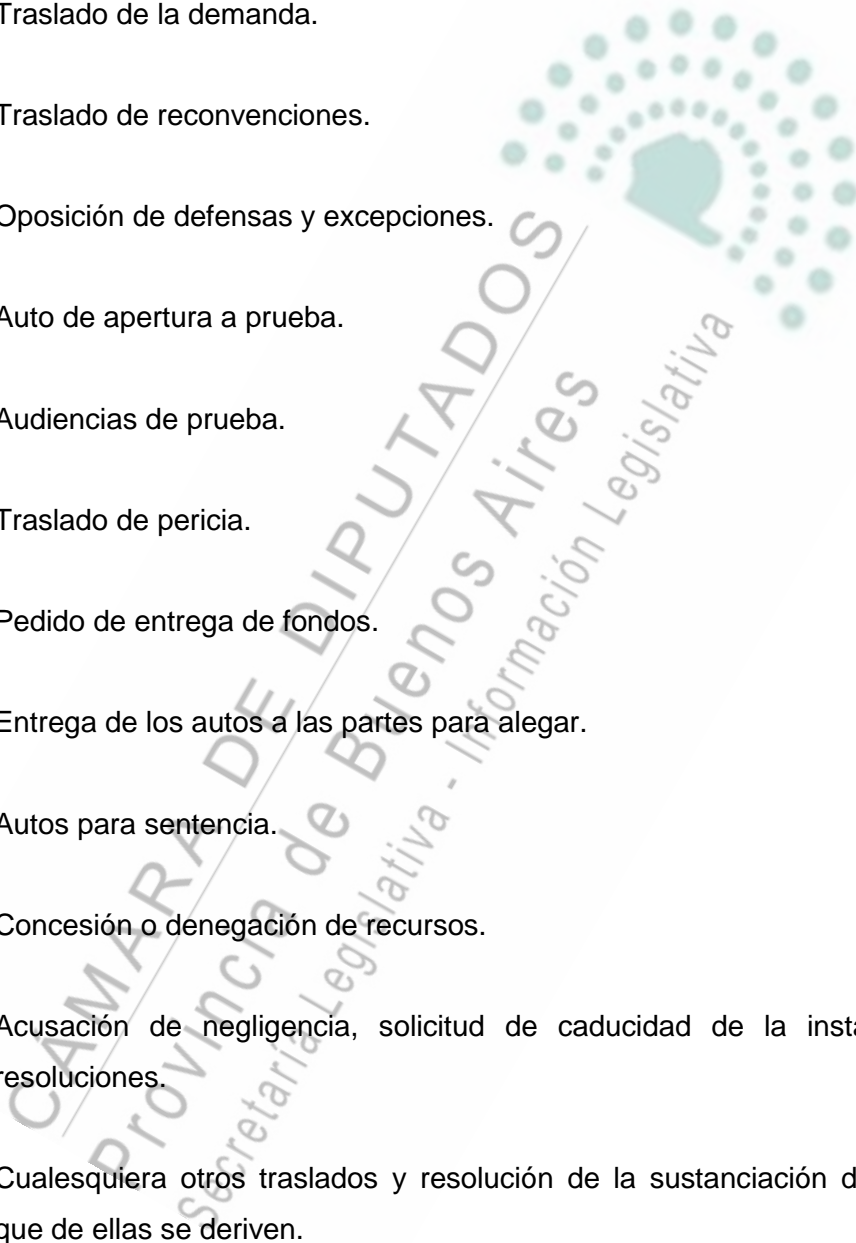 Traslado de la demanda.
Traslado de reconvenciones.
Oposición de defensas y excepciones.
Auto de apertura a prueba.
Audiencias de prueba.
Traslado de pericia.
Pedido de entrega de fondos.
Entrega de los autos a las partes para alegar.
Autos para sentencia.
Concesión o denegación de recursos.
Acusación de negligencia, solicitud de caducidad de la insta
resoluciones.
Cualesquiera otros traslados y resolución de la sustanciación d
que de ellas se deriven.
CÁMARA DE DIPUTADOS
Provincia de Buenos Aires
Secretaría Legislativa - Información Legislativa